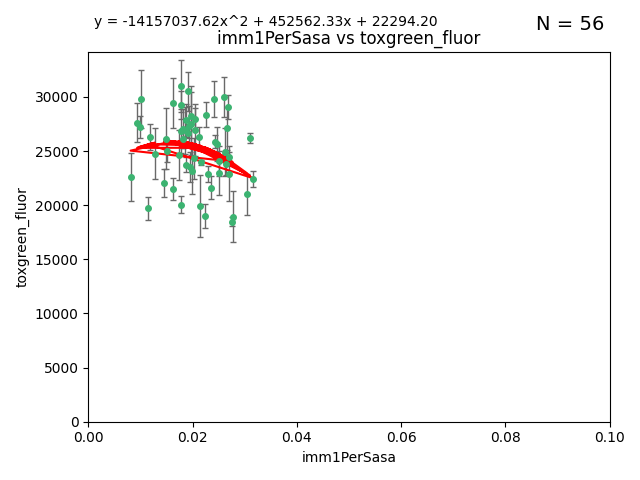 y = -14157037.62x^2 + 452562.33x + 22294.20
N = 56
imm1PerSasa vs toxgreen_fluor
30000
25000
20000
15000
10000
5000
0
toxgreen_fluor
0.00 0.02 0.04 0.06 0.08 0.10
imm1PerSasa